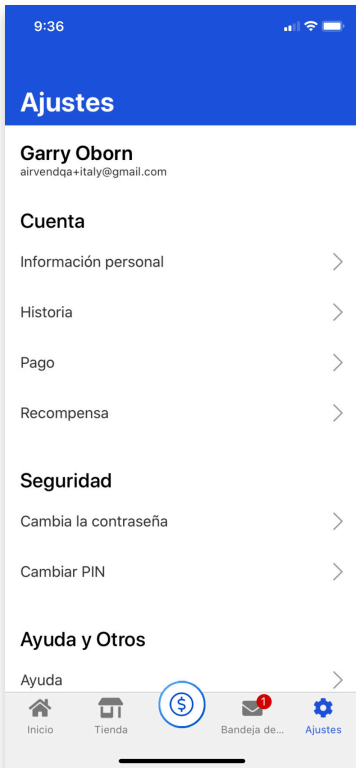 9:36
Ajustes
Garry Oborn
airvendqa+italy@gmail.com
Cuenta
Información personal
Historia
Pago
Recompensa
Seguridad
Cambia la contraseña
Cambiar PIN
Ayuda y Otros
Ayuda
$
1
Inicio
Tienda
Bandeja de...
Ajustes